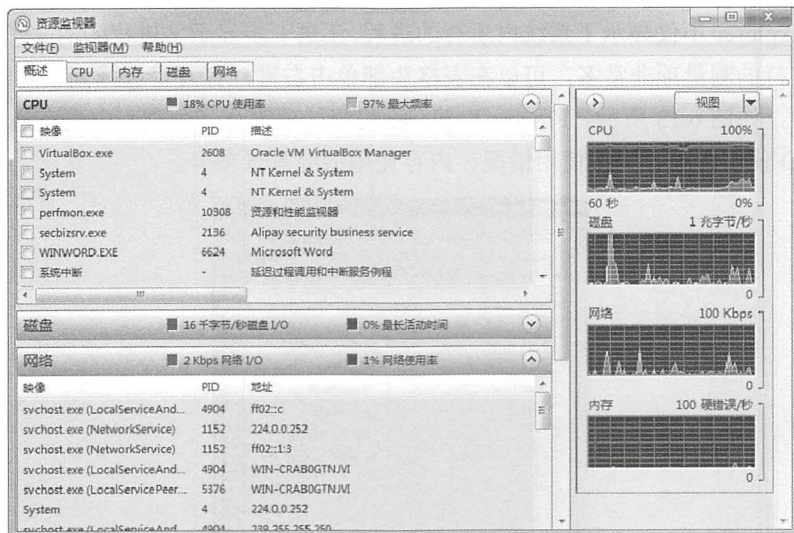 资源监视器
文件(F) 监视器(M) 帮助(H)
概述 CPU 内存 磁盘 网络
CPU 18% CPU 使用率 97% 最大频率
映像 PID 描述
VirtualBox.exe 2608 Oracle VM VirtualBox Manager
System 4 NT Kernel & System
System 4 NT Kernel & System
perfmon.exe 10308 资源和性能监视器
secbizsrv.exe 2136 Alipay security business service
WINWORD.EXE 6624 Microsoft Word
系统中断 - 延迟过程调用和中断服务例程
磁盘 16 千字节/秒磁盘 I/O 0% 最长活动时间
网络 2 Kbps 网络 I/O 1% 网络使用率
映像 PID 地址
svchost.exe (LocalServiceAnd... 4904 ff02::c
svchost.exe (NetworkService) 1152 224.0.0.252
svchost.exe (NetworkService) 1152 ff02::1:3
svchost.exe (LocalServiceAnd... 4904 WIN-CRAB0GTNJVI
svchost.exe (LocalServicePeer... 5376 WIN-CRAB0GTNJVI
System 4 224.0.0.252
svchost.exe (LocalServiceAnd... 4904 239.255.255.250
视图
CPU 100%
60 秒 0%
磁盘 1 兆字节/秒
0
网络 100 Kbps
0
内存 100 硬错误/秒
0